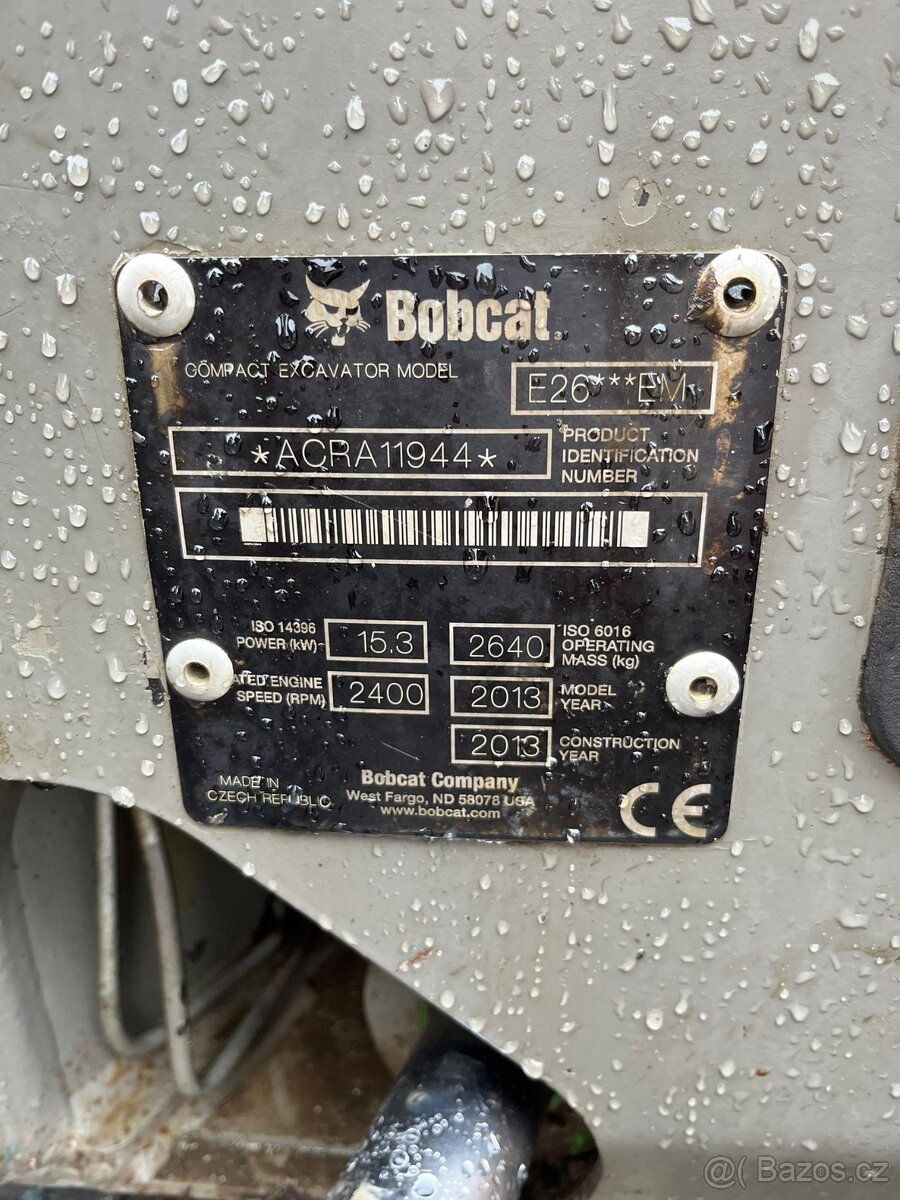 Bobcat.
COMPACT EXCAVATOR MODEL
E26***EM
*ACRA11944*
PRODUCT
IDENTIFICATION
NUMBER
ISO 14396
POWER (kW)
15.3
2640
ISO 6016
OPERATING
MASS (kg)
ATED ENGINE
SPEED (RPM)
2400
2013
MODEL
YEAR
2013
CONSTRUCTION
YEAR
MADE IN
CZECH REPUBLIC
Bobcat Company
West Fargo, ND 58078 USA
www.bobcat.com
CE
@( Bazos.cz